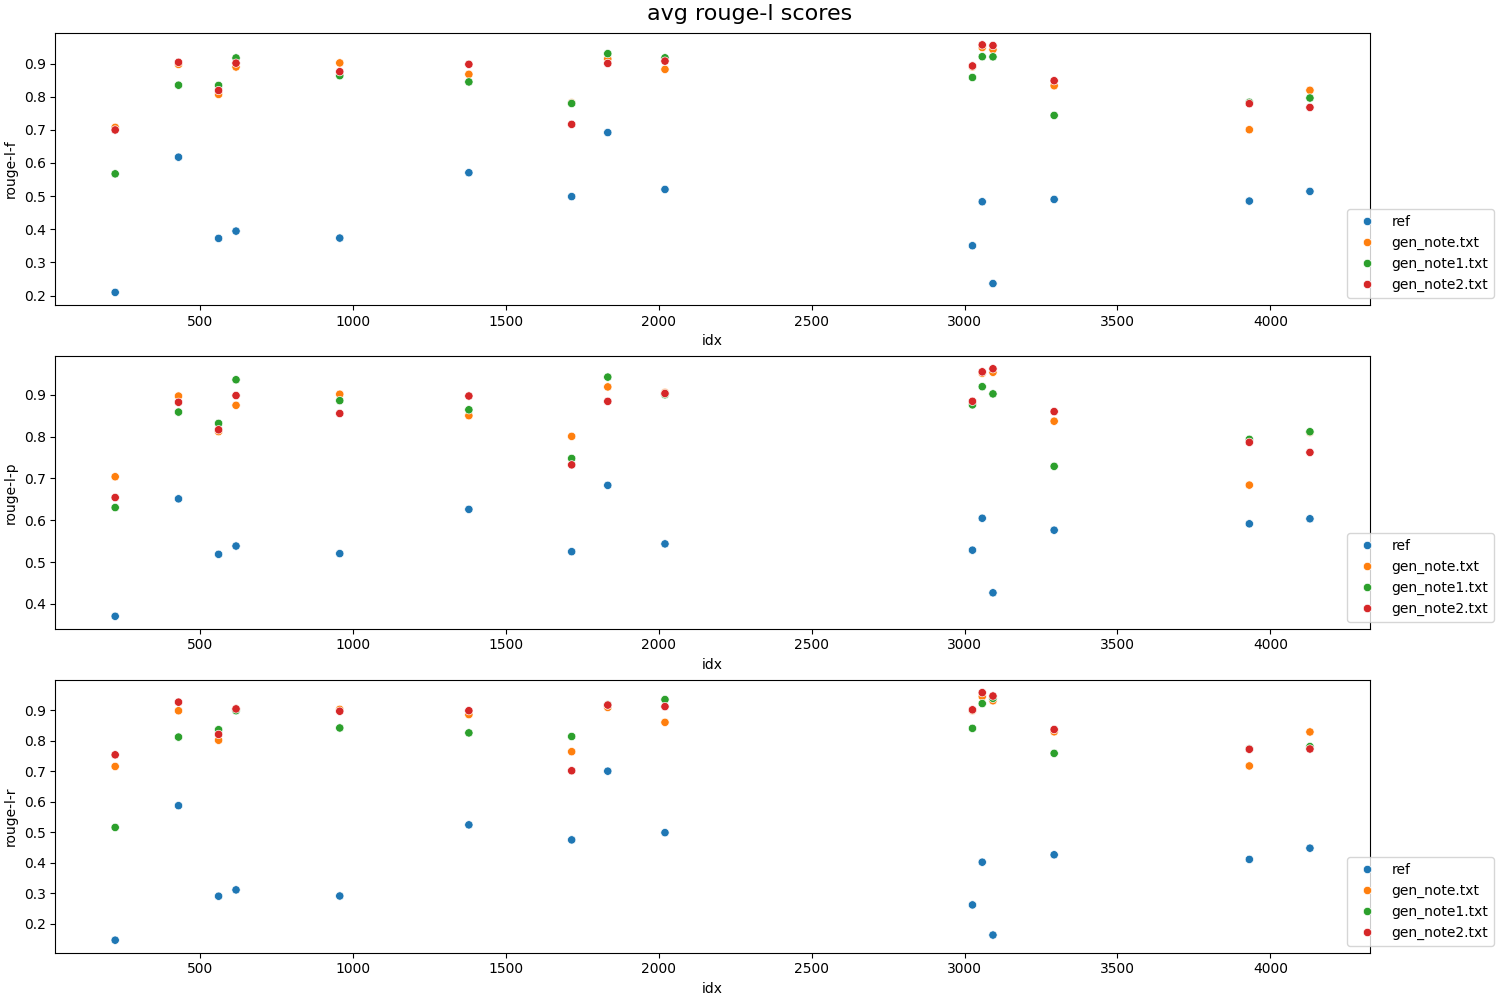 avg rouge-l scores
0.9
0.8
0.7
0.6
0.5
0.4
0.3
0.2
rouge-l-f
500 1000 1500 2000 2500 3000 3500 4000
idx
ref
gen_note.txt
gen_note1.txt
gen_note2.txt
0.9
0.8
0.7
0.6
0.5
0.4
rouge-l-p
500 1000 1500 2000 2500 3000 3500 4000
idx
ref
gen_note.txt
gen_note1.txt
gen_note2.txt
0.9
0.8
0.7
0.6
0.5
0.4
0.3
0.2
rouge-l-r
500 1000 1500 2000 2500 3000 3500 4000
idx
ref
gen_note.txt
gen_note1.txt
gen_note2.txt